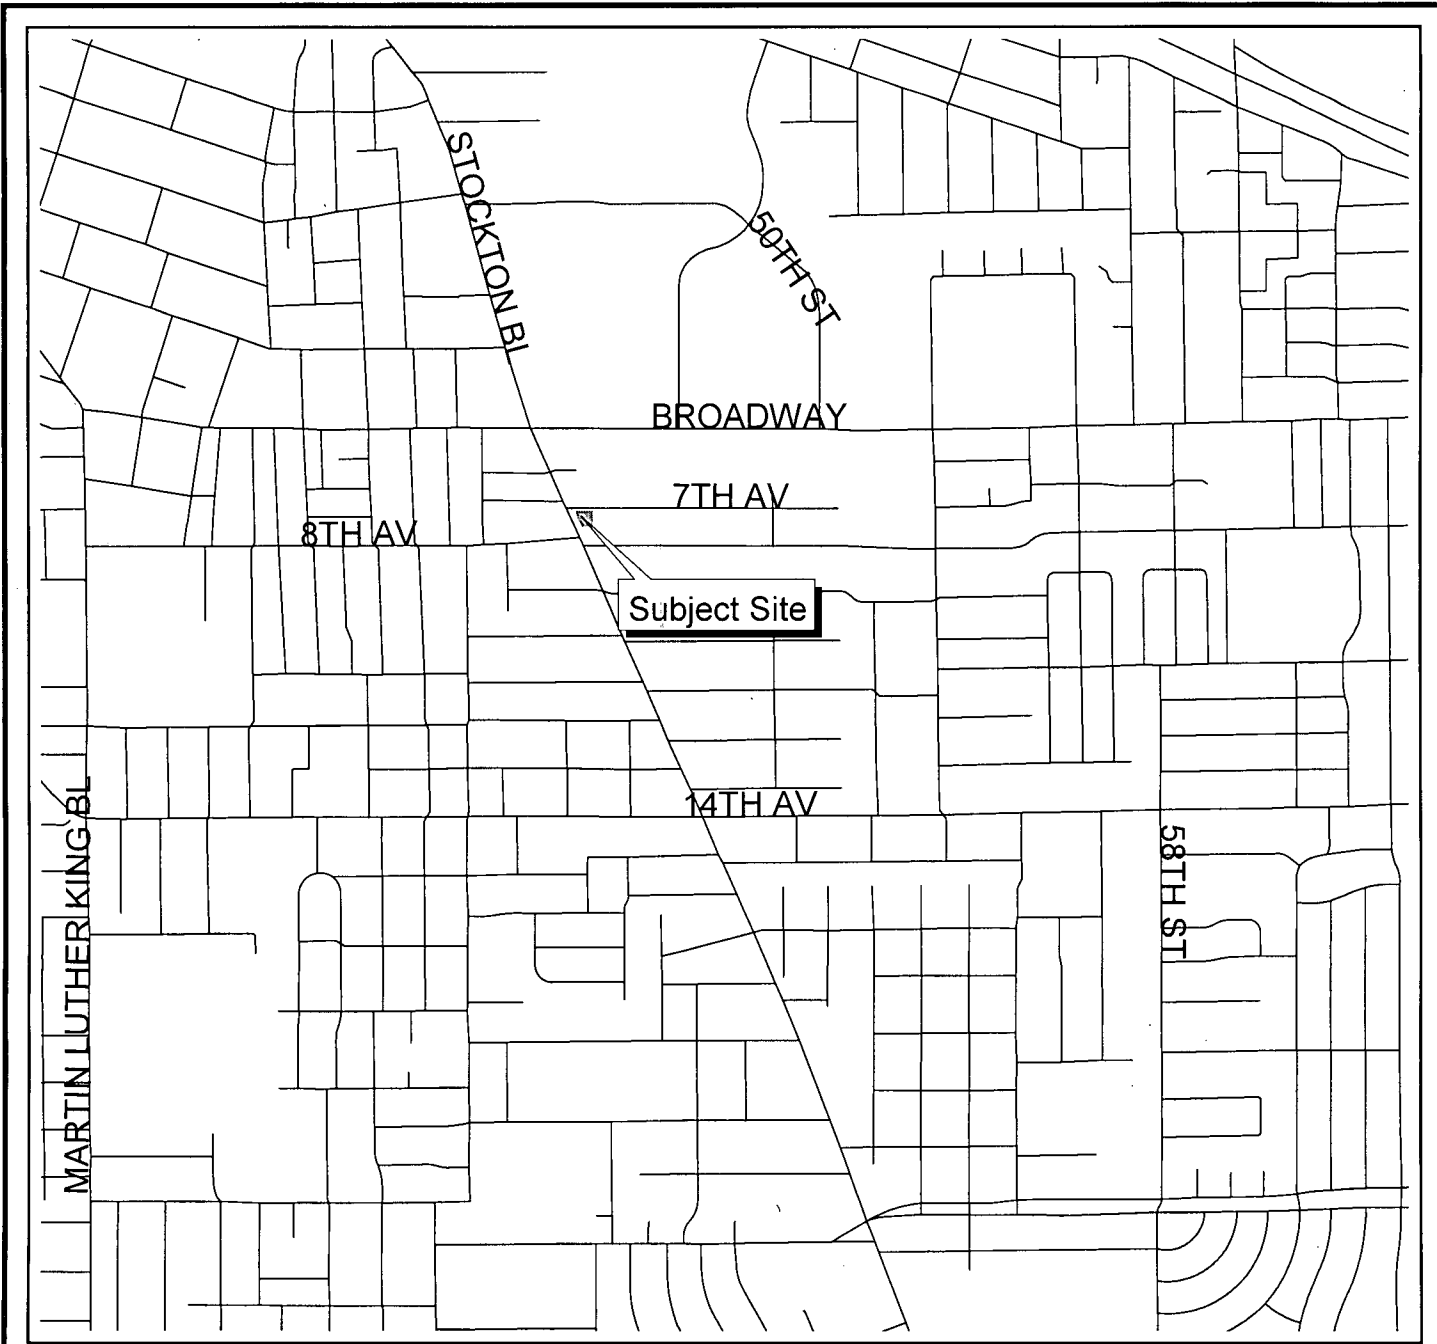 STOCKTON BL
50TH ST
BROADWAY
7TH AV
8TH AV
Subject Site
14TH AV
MARTIN LUTHER KING BL
58TH ST